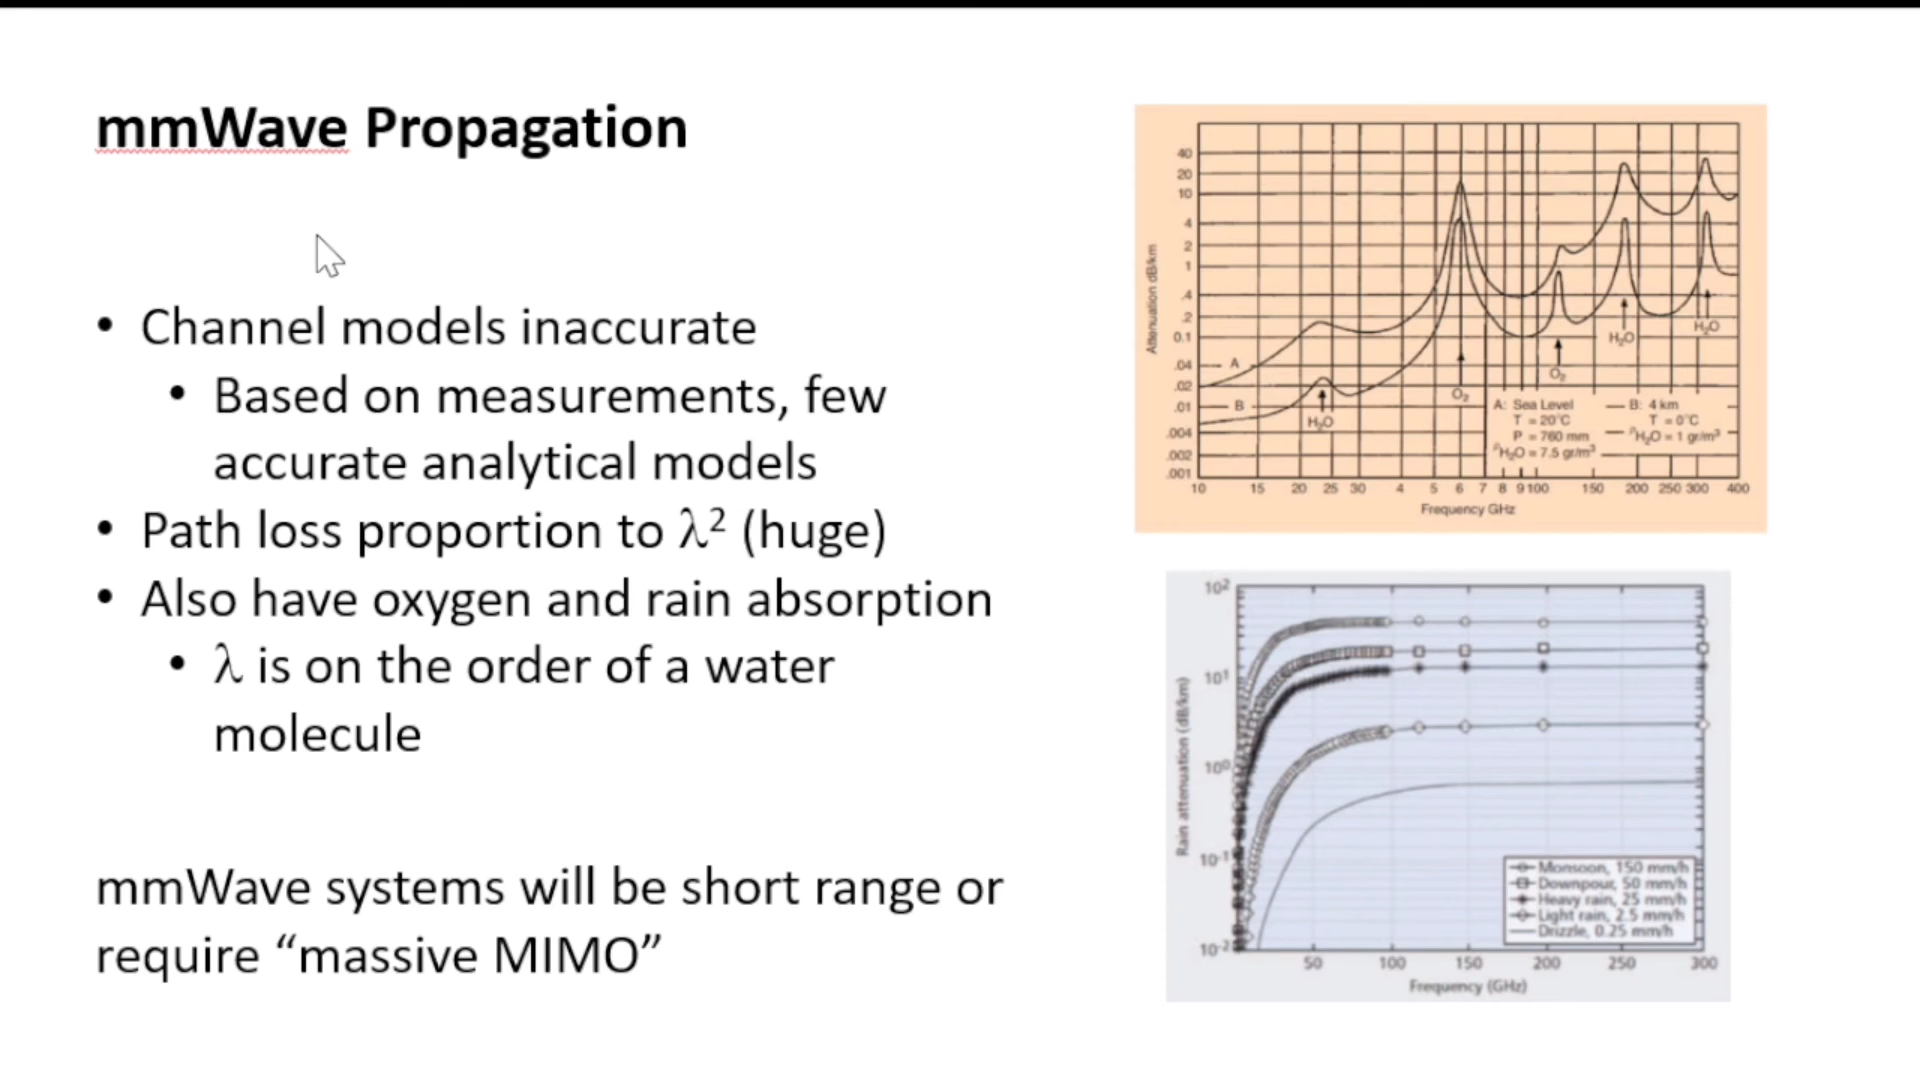 mmWave Propagation
• Channel models inaccurate
• Based on measurements, few
accurate analytical models
• Path loss proportion to λ² (huge)
• Also have oxygen and rain absorption
• λ is on the order of a water
molecule
mmWave systems will be short range or
require “massive MIMO”
Attenuation dB/km
40
20
10
4
2
1
.4
.2
0.1
.04
.02
.01
.004
.002
.001
A
B
H₂O
O₂
O₂
H₂O
H₂O
A: Sea Level
T = 20°C
P = 760 mm
ᵖH₂O = 7.5 gr/m³
B: 4 km
T = 0°C
ᵖH₂O = 1 gr/m³
10 15 20 25 30 4 5 6 7 8 9 100 150 200 250 300 400
Frequency GHz
Rain attenuation (dB/km)
10²
10¹
10⁰
10⁻¹
10⁻²
Monsoon, 150 mm/h
Downpour, 50 mm/h
Heavy rain, 25 mm/h
Light rain, 2.5 mm/h
Drizzle, 0.25 mm/h
50 100 150 200 250 300
Frequency (GHz)